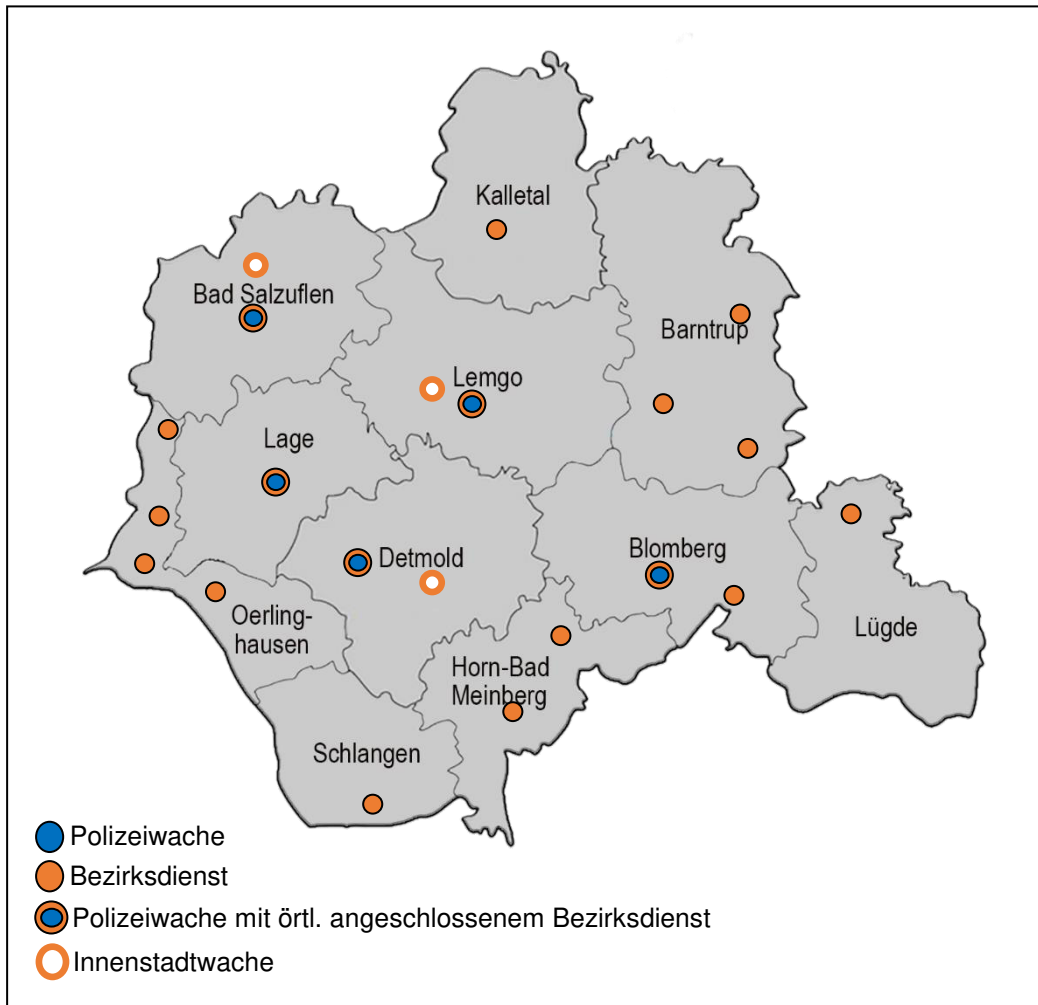 Kalletal
Bad Salzuflen
Barntrup
Lemgo
Lage
Detmold
Blomberg
Oerling-
hausen
Lügde
Horn-Bad
Meinberg
Schlangen
Polizeiwache
Bezirksdienst
Polizeiwache mit örtl. angeschlossenem Bezirksdienst
Innenstadtwache